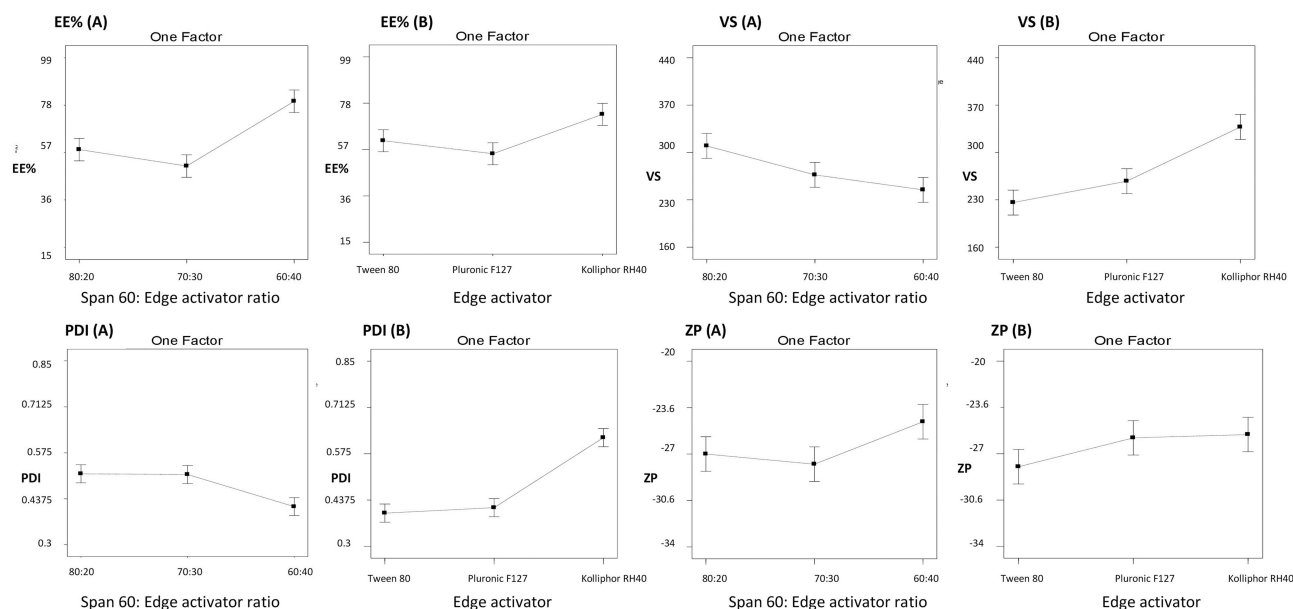 EE% (A)
One Factor
99
78
57
EE%
36
15
80:20
70:30
60:40
Span 60: Edge activator ratio
EE% (B)
One Factor
99
78
57
EE%
36
15
Tween 80
Pluronic F127
Kolliphor RH40
Edge activator
VS (A)
One Factor
440
370
300
VS
230
160
80:20
70:30
60:40
Span 60: Edge activator ratio
VS (B)
One Factor
440
370
300
VS
230
160
Tween 80
Pluronic F127
Kolliphor RH40
Edge activator
PDI (A)
One Factor
0.85
0.7125
0.575
PDI
0.4375
0.3
80:20
70:30
60:40
Span 60: Edge activator ratio
PDI (B)
One Factor
0.85
0.7125
0.575
PDI
0.4375
0.3
Tween 80
Pluronic F127
Kolliphor RH40
Edge activator
ZP (A)
One Factor
-20
-23.6
-27
ZP
-30.6
-34
80:20
70:30
60:40
Span 60: Edge activator ratio
ZP (B)
One Factor
-20
-23.6
-27
ZP
-30.6
-34
Tween 80
Pluronic F127
Kolliphor RH40
Edge activator